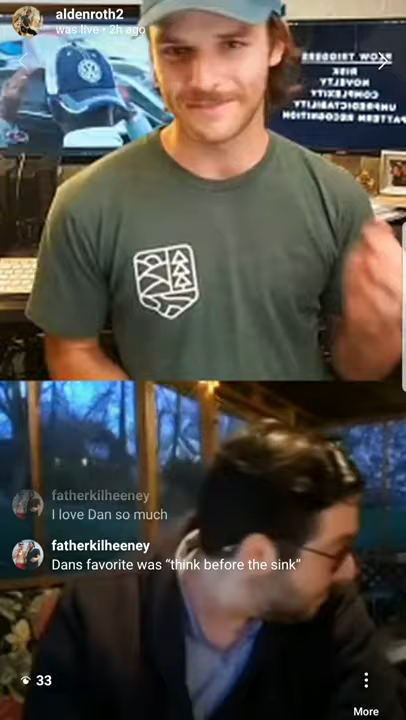 aldenroth2
was live • 2h ago
FLOW TRIGGERS
RISK
NOVELTY
COMPLEXITY
UNPREDICTABILITY
PATTERN RECOGNITION
fatherkilheeney
I love Dan so much
fatherkilheeney
Dans favorite was “think before the sink”
33
More